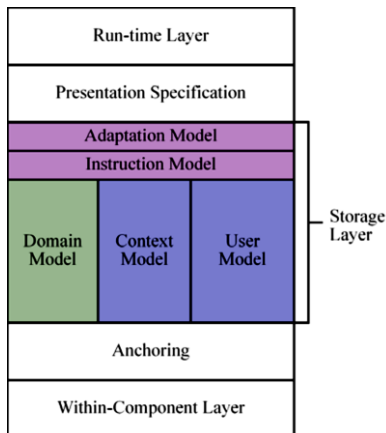 Run-time Layer
Presentation Specification
Adaptation Model
Instruction Model
Domain
Model
Context
Model
User
Model
Storage
Layer
Anchoring
Within-Component Layer